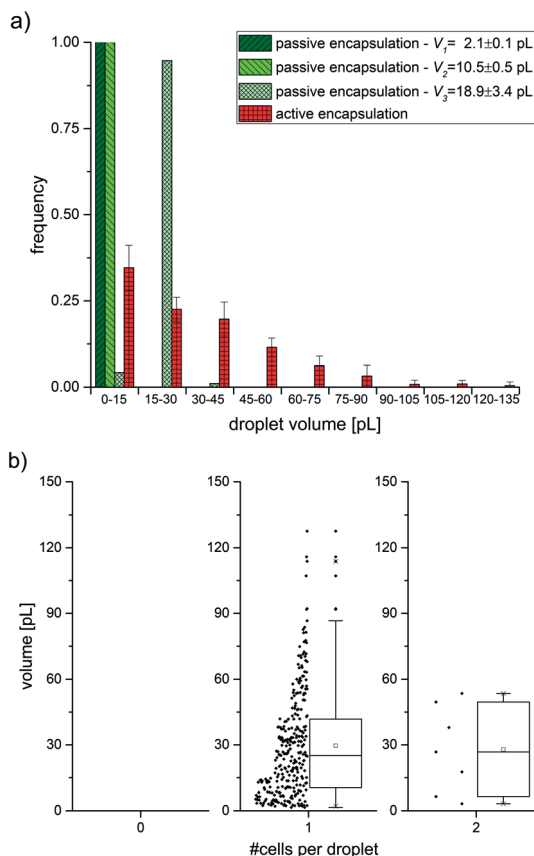 a)
1.00
0.75
0.50
0.25
0.00
frequency
passive encapsulation - V1= 2.1±0.1 pL
passive encapsulation - V2=10.5±0.5 pL
passive encapsulation - V3=18.9±3.4 pL
active encapsulation
0-15 15-30 30-45 45-60 60-75 75-90 90-105 105-120 120-135
droplet volume [pL]
b)
150 150 150
120 120 120
90 90 90
60 60 60
30 30 30
0 0 0
volume [pL]
0 1 2
#cells per droplet